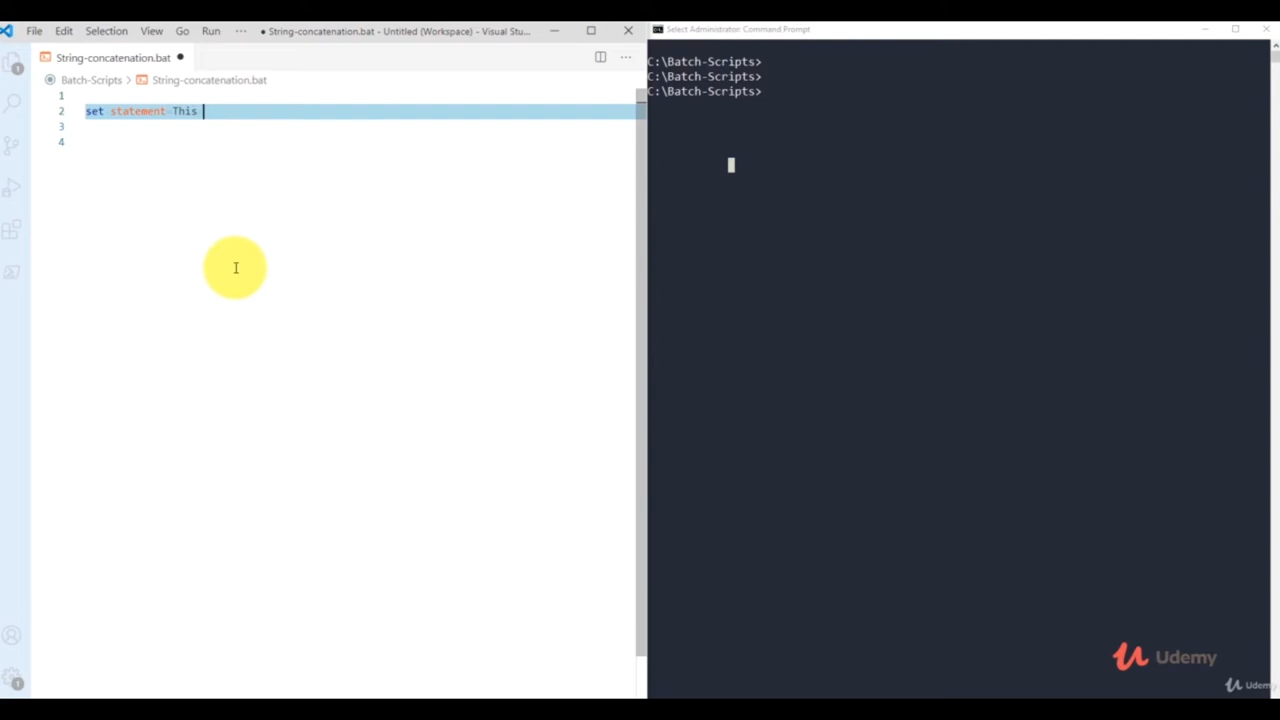 File Edit Selection View Go Run ··· ● String-concatenation.bat - Untitled (Workspace) - Visual Stu...
Select Administrator: Command Prompt
String-concatenation.bat ●
Batch-Scripts > String-concatenation.bat
1
2 set statement=This
3
4
C:\Batch-Scripts>
C:\Batch-Scripts>
C:\Batch-Scripts>
1
1
Udemy
Udemy